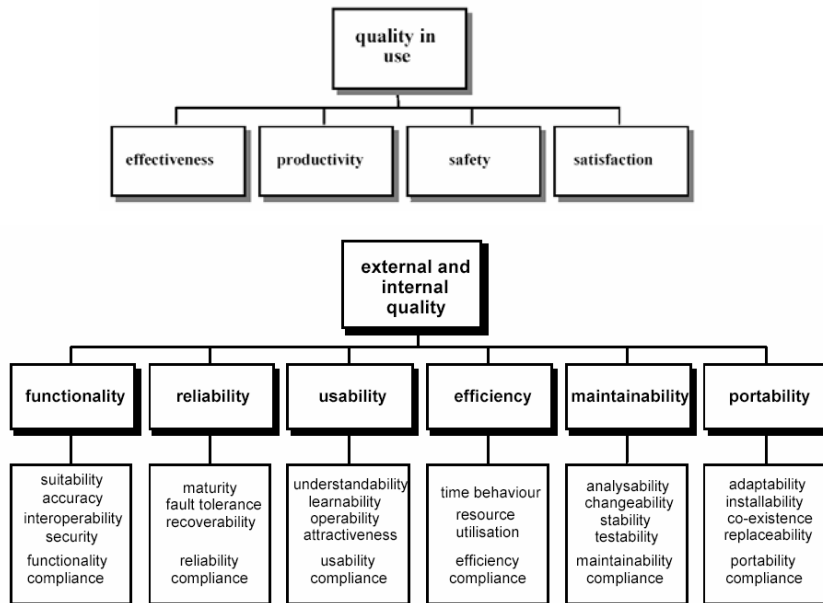 quality in
use
effectiveness
productivity
safety
satisfaction
external and
internal
quality
functionality
reliability
usability
efficiency
maintainability
portability
suitability
accuracy
interoperability
security
functionality
compliance
maturity
fault tolerance
recoverability
reliability
compliance
understandability
learnability
operability
attractiveness
usability
compliance
time behaviour
resource
utilisation
efficiency
compliance
analysability
changeability
stability
testability
maintainability
compliance
adaptability
installability
co-existence
replaceability
portability
compliance